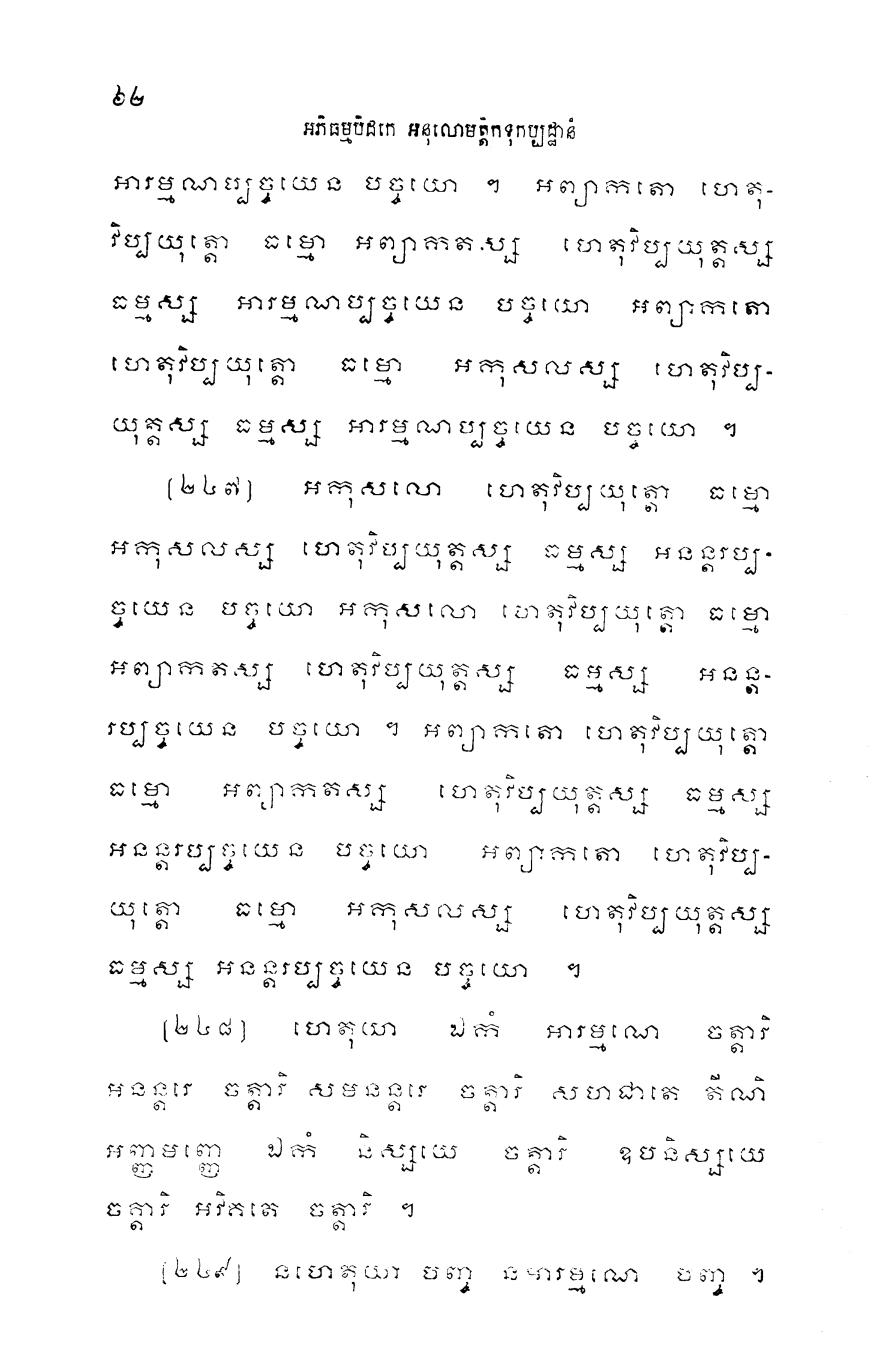 ៦២
អភិធម្មបិដកេ អនុលោមត្តិកទុកប្បដ្ឋានំ
អារម្មណប្បច្ចយេន បច្ចយោ ។ អព្យាកតោ ហេតុ-
វិប្បយុត្តោ ធម្មោ អព្យាកតស្ស ហេតុវិប្បយុត្តស្ស
ធម្មស្ស អារម្មណប្បច្ចយេន បច្ចយោ អព្យាកតោ
ហេតុវិប្បយុត្តោ ធម្មោ អកុសលស្ស ហេតុវិប្ប-
យុត្តស្ស ធម្មស្ស អារម្មណប្បច្ចយេន បច្ចយោ ។
[២៤៧] អកុសលោ ហេតុវិប្បយុត្តោ ធម្មោ
អកុសលស្ស ហេតុវិប្បយុត្តស្ស ធម្មស្ស អនន្តរប្ប-
ច្ចយេន បច្ចយោ អកុសលោ ហេតុវិប្បយុត្តោ ធម្មោ
អព្យាកតស្ស ហេតុវិប្បយុត្តស្ស ធម្មស្ស អនន្ត-
រប្បច្ចយេន បច្ចយោ ។ អព្យាកតោ ហេតុវិប្បយុត្តោ
ធម្មោ អព្យាកតស្ស ហេតុវិប្បយុត្តស្ស ធម្មស្ស
អនន្តរប្បច្ចយេន បច្ចយោ អព្យាកតោ ហេតុវិប្ប-
យុត្តោ ធម្មោ អកុសលស្ស ហេតុវិប្បយុត្តស្ស
ធម្មស្ស អនន្តរប្បច្ចយេន បច្ចយោ ។
[២៤៨] ហេតុយា ឯកំ អារម្មណេ ចត្តារិ
អនន្តរេ ចត្តារិ សមនន្តរេ ចត្តារិ សហជាតេ តីណិ
អញ្ញមញ្ញេ ឯកំ និស្សយេ ចត្តារិ ឧបនិស្សយេ
ចត្តារិ អវិគតេ ចត្តារិ ។
[២៤៩] នហេតុយា បញ្ច នអារម្មណេ បញ្ច ។